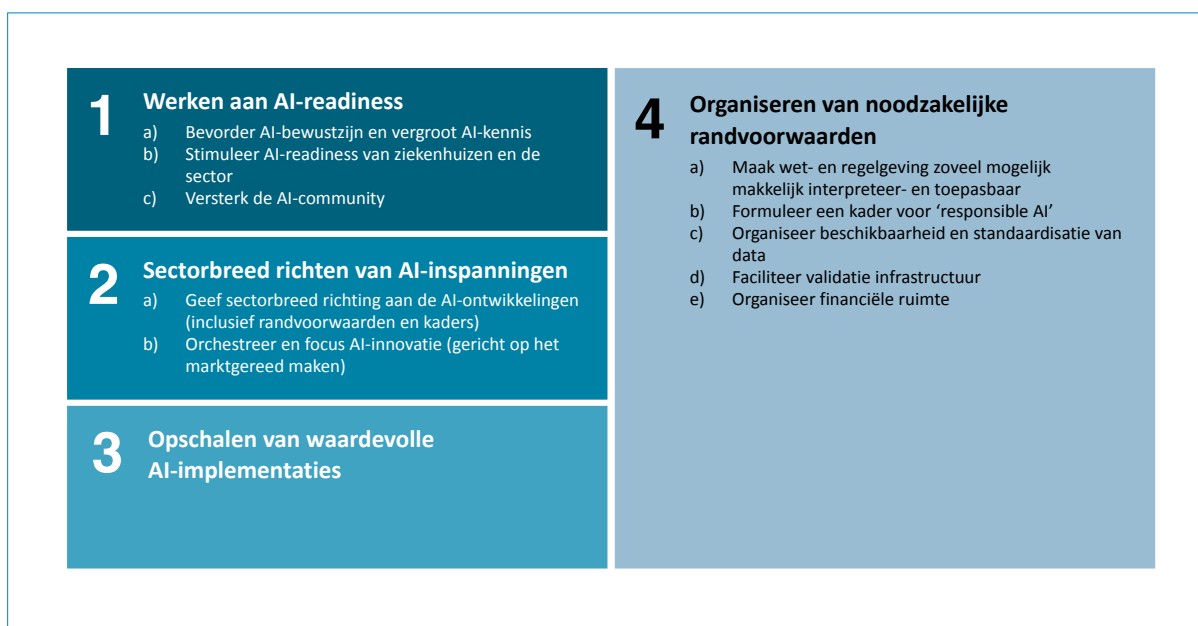 1
Werken aan AI-readiness
a) Bevorder AI-bewustzijn en vergroot AI-kennis
b) Stimuleer AI-readiness van ziekenhuizen en de
sector
c) Versterk de AI-community
2
Sectorbreed richten van AI-inspanningen
a) Geef sectorbreed richting aan de AI-ontwikkelingen
(inclusief randvoorwaarden en kaders)
b) Orchestreer en focus AI-innovatie (gericht op het
marktgereed maken)
3
Opschalen van waardevolle
AI-implementaties
4
Organiseren van noodzakelijke
randvoorwaarden
a) Maak wet- en regelgeving zoveel mogelijk
makkelijk interpreteer- en toepasbaar
b) Formuleer een kader voor ‘responsible AI’
c) Organiseer beschikbaarheid en standaardisatie van
data
d) Faciliteer validatie infrastructuur
e) Organiseer financiële ruimte